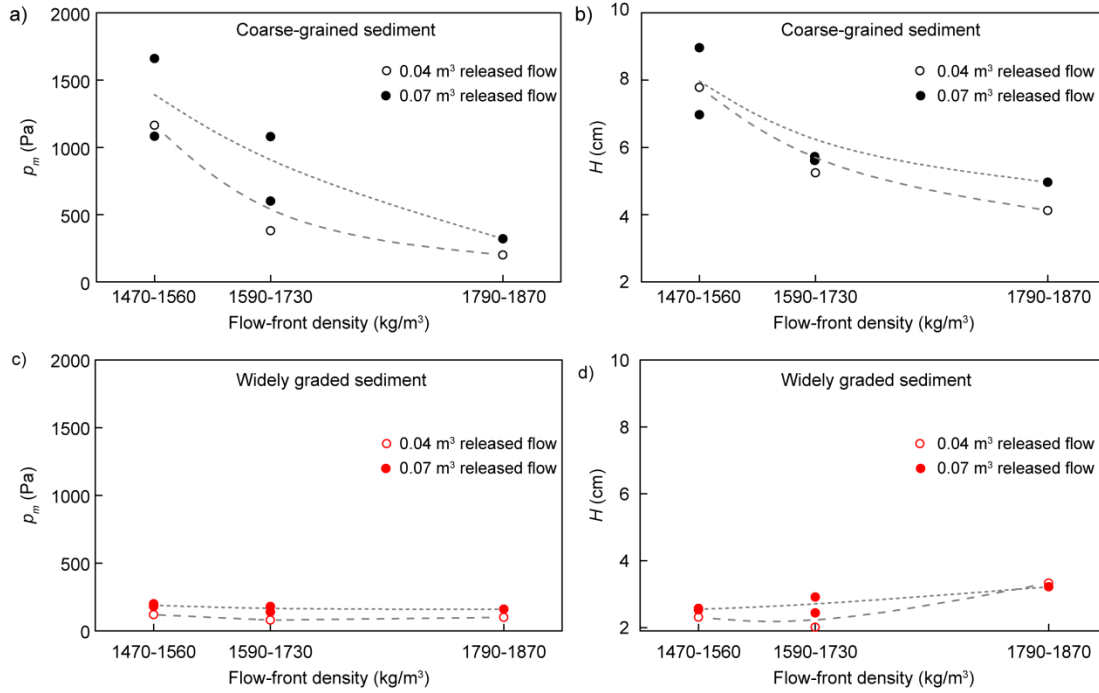 a)
Coarse-grained sediment
0.04 m³ released flow
0.07 m³ released flow
2000
1500
1000
500
0
pₘ (Pa)
1470-1560 1590-1730 1790-1870
Flow-front density (kg/m³)
b)
Coarse-grained sediment
0.04 m³ released flow
0.07 m³ released flow
10
8
6
4
2
H (cm)
1470-1560 1590-1730 1790-1870
Flow-front density (kg/m³)
c)
Widely graded sediment
0.04 m³ released flow
0.07 m³ released flow
2000
1500
1000
500
0
pₘ (Pa)
1470-1560 1590-1730 1790-1870
Flow-front density (kg/m³)
d)
Widely graded sediment
0.04 m³ released flow
0.07 m³ released flow
10
8
6
4
2
H (cm)
1470-1560 1590-1730 1790-1870
Flow-front density (kg/m³)